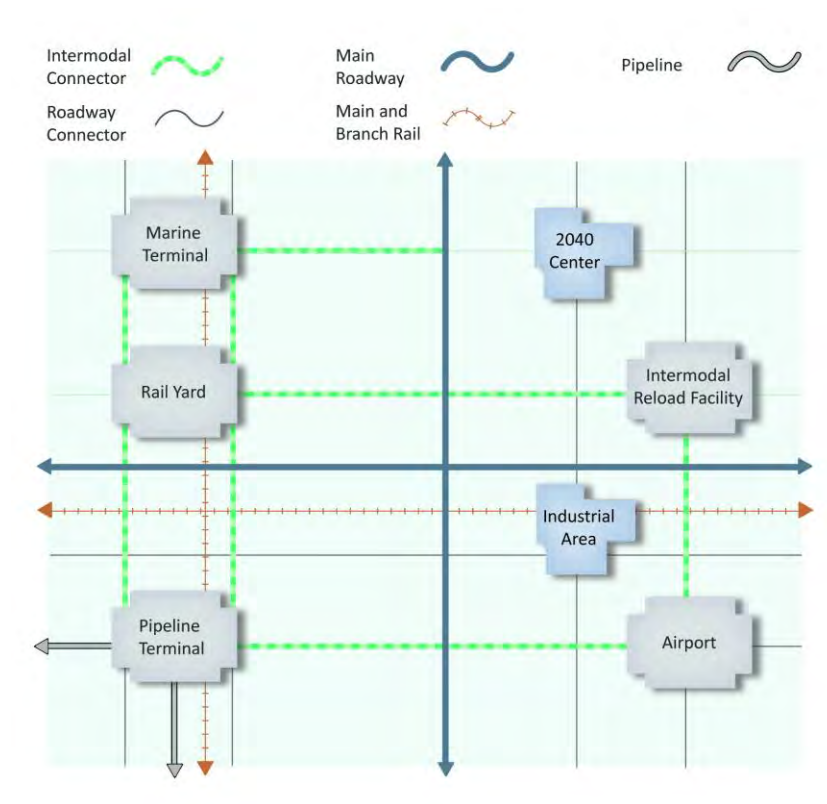 Intermodal
Connector
Main
Roadway
Pipeline
Roadway
Connector
Main and
Branch Rail
Marine
Terminal
2040
Center
Rail Yard
Intermodal
Reload Facility
Industrial
Area
Pipeline
Terminal
Airport